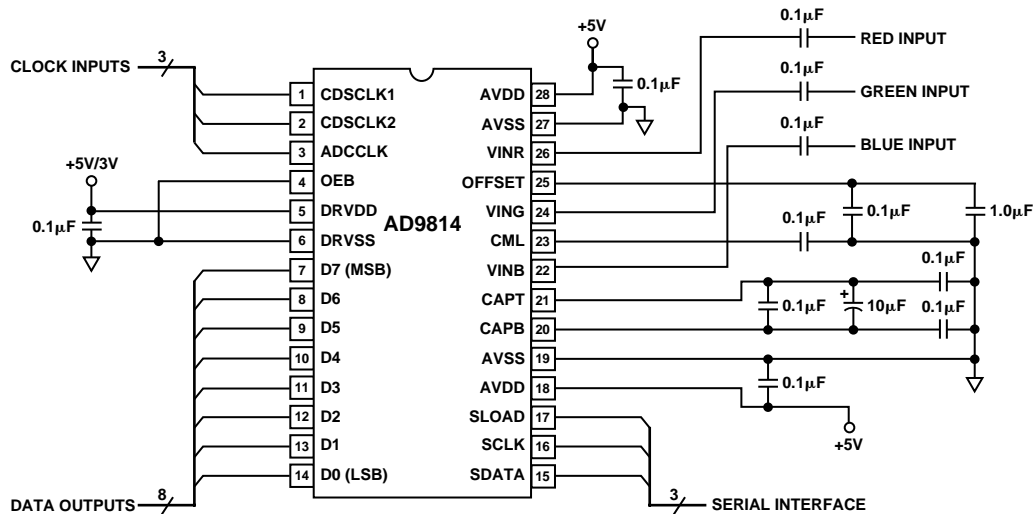 +5V
0.1µF
RED INPUT
3
CLOCK INPUTS
0.1µF
0.1µF
GREEN INPUT
1 CDSCLK1
AVDD 28
2 CDSCLK2
AVSS 27
0.1µF
BLUE INPUT
3 ADCCLK
VINR 26
+5V/3V
4 OEB
OFFSET 25
5 DRVDD
VING 24
0.1µF
AD9814
0.1µF
0.1µF
1.0µF
6 DRVSS
CML 23
7 D7 (MSB)
VINB 22
0.1µF
8 D6
CAPT 21
0.1µF
+
10µF
0.1µF
9 D5
CAPB 20
10 D4
AVSS 19
11 D3
AVDD 18
0.1µF
12 D2
SLOAD 17
13 D1
SCLK 16
+5V
14 D0 (LSB)
SDATA 15
DATA OUTPUTS
8
3
SERIAL INTERFACE